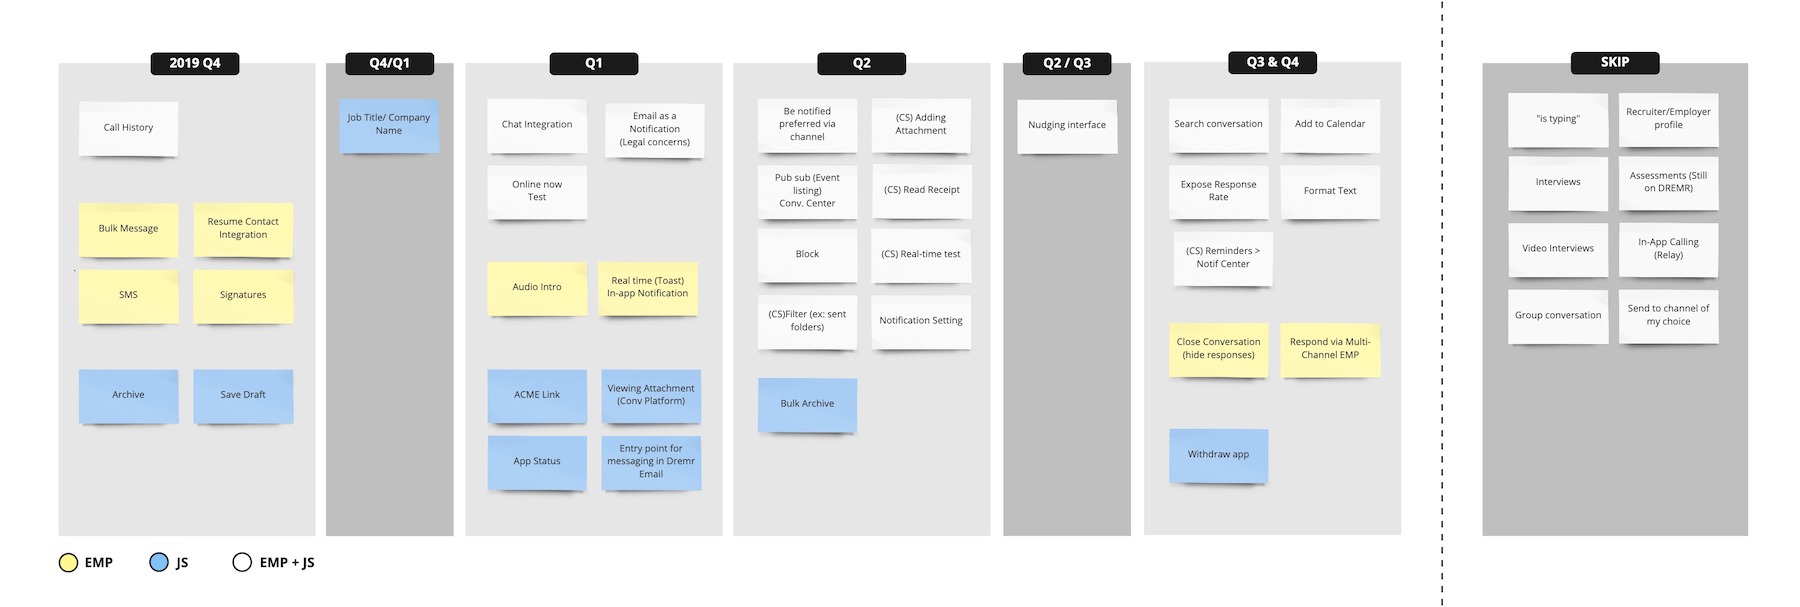 2019 Q4
Call History
Bulk Message
Resume Contact
Integration
SMS
Signatures
Archive
Save Draft
Q4/Q1
Job Title/ Company
Name
Q1
Chat Integration
Email as a
Notification
(Legal concerns)
Online now
Test
Audio Intro
Real time (Toast)
In-app Notification
ACME Link
Viewing Attachment
(Conv Platform)
App Status
Entry point for
messaging in Dremr
Email
Q2
Be notified
preferred via
channel
(CS) Adding
Attachment
Pub sub (Event
listing)
Conv. Center
(CS) Read Receipt
Block
(CS) Real-time test
(CS)Filter (ex: sent
folders)
Notification Setting
Bulk Archive
Q2 / Q3
Nudging interface
Q3 & Q4
Search conversation
Add to Calendar
Expose Response
Rate
Format Text
(CS) Reminders >
Notif Center
Close Conversation
(hide responses)
Respond via Multi-
Channel EMP
Withdraw app
SKIP
"is typing"
Recruiter/Employer
profile
Interviews
Assessments (Still
on DREMR)
Video Interviews
In-App Calling
(Relay)
Group conversation
Send to channel of
my choice
EMP
JS
EMP + JS